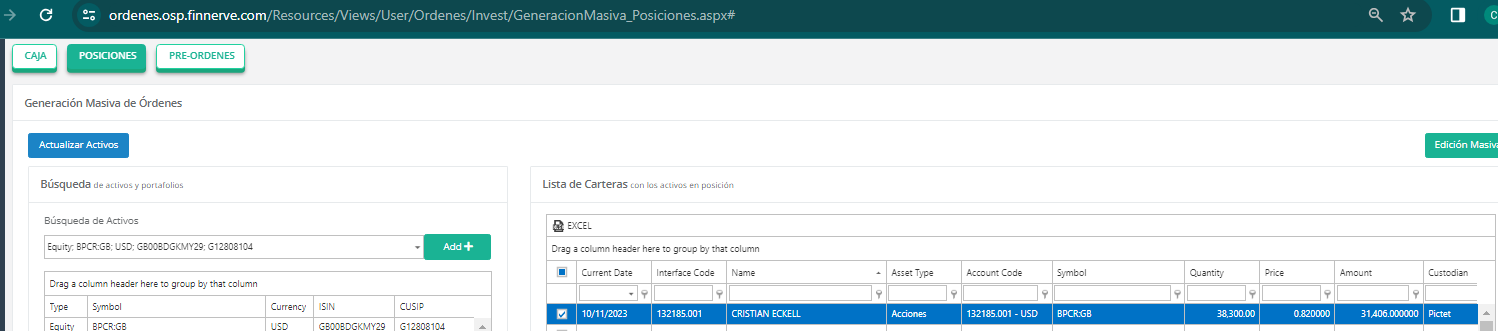 ordenes.osp.finnerve.com/Resources/Views/User/Ordenes/Invest/GeneracionMasiva_Posiciones.aspx#
CAJA
POSICIONES
PRE-ORDENES
Generación Masiva de Órdenes
Actualizar Activos
Edición Masiva
Búsqueda de activos y portafolios
Búsqueda de Activos
Equity; BPCR:GB; USD; GB00BDGKMY29; G12808104
Add +
Drag a column header here to group by that column
Type Symbol Currency ISIN CUSIP
Equity BPCR:GB USD GB00BDGKMY29 G12808104
Lista de Carteras con los activos en posición
EXCEL
Drag a column header here to group by that column
Current Date Interface Code Name Asset Type Account Code Symbol Quantity Price Amount Custodian
10/11/2023 132185.001 CRISTIAN ECKELL Acciones 132185.001 - USD BPCR:GB 38,300.00 0.820000 31,406.000000 Pictet